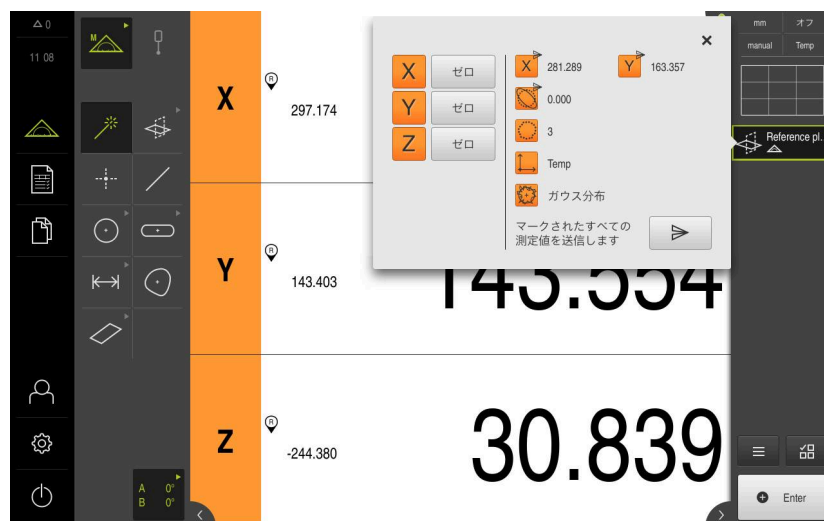 0
11 08
M
A 0°
B 0°
X
R
297.174
Y
R
143.403
143.554
Z
R
-244.380
30.839
X ゼロ
Y ゼロ
Z ゼロ
X 281.289 Y 163.357
0.000
3
Temp
ガウス分布
マークされたすべての
測定値を送信します
mm オフ
manual Temp
Reference pl.
Enter